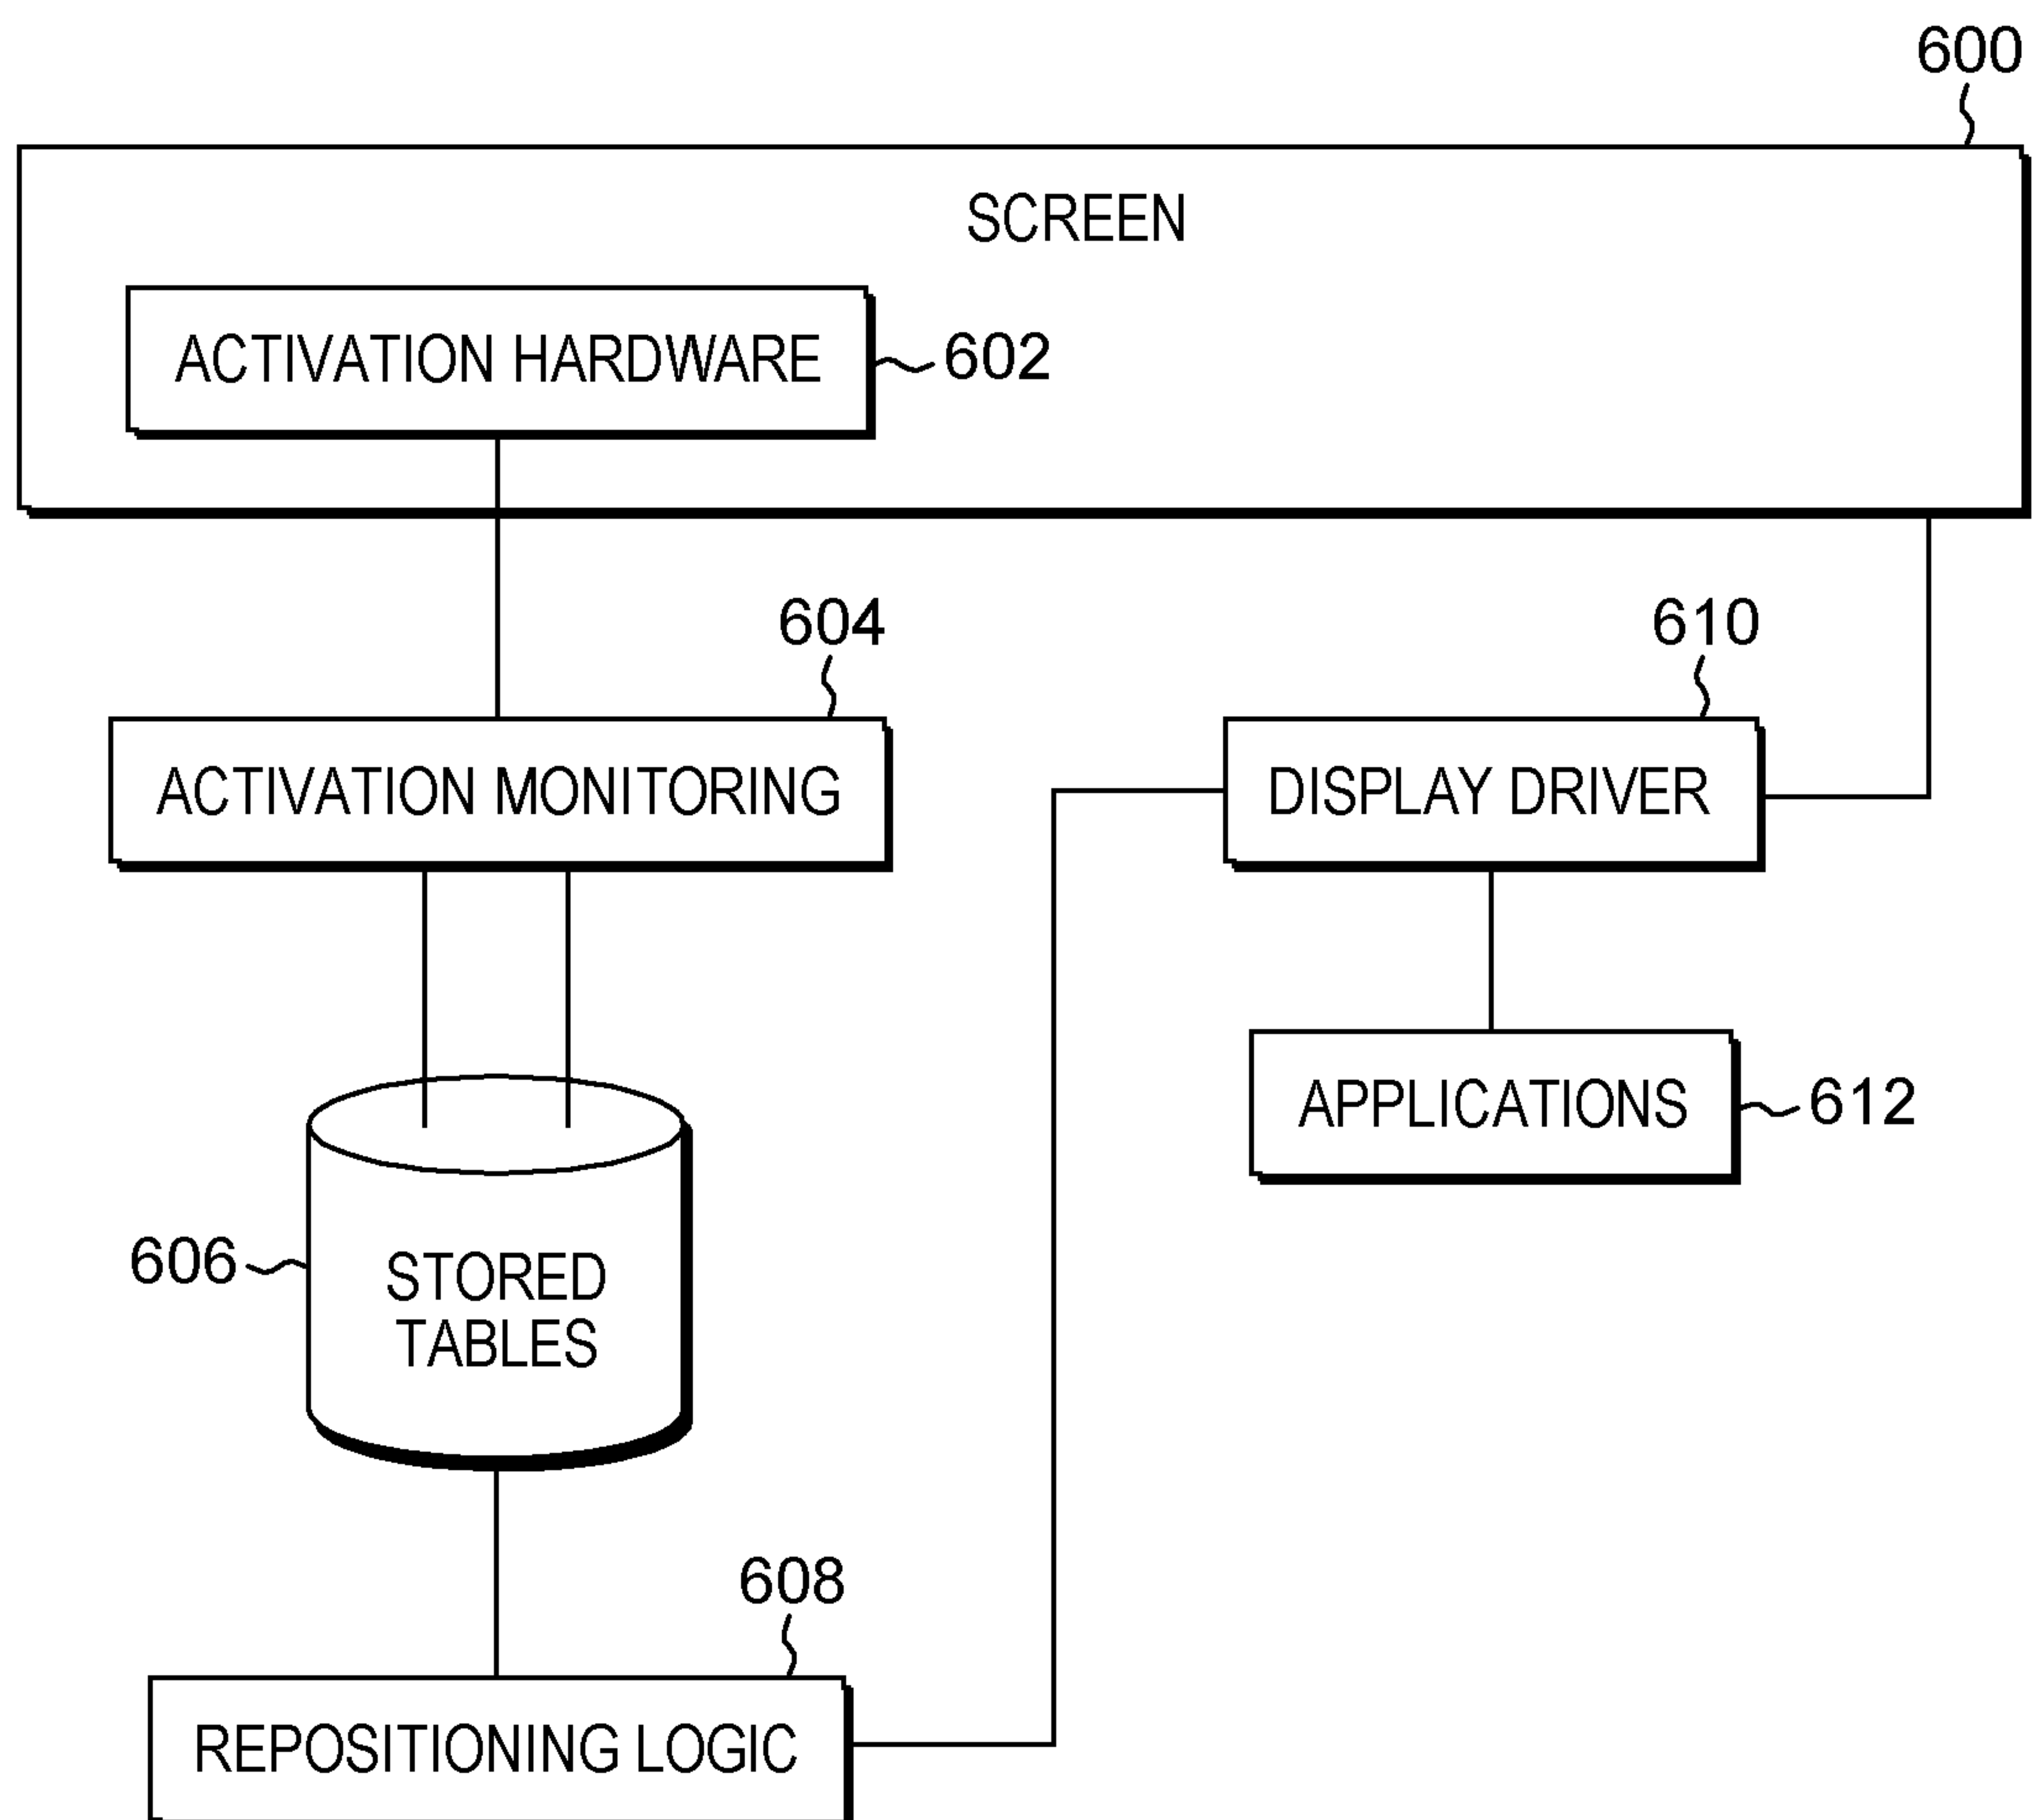 600
SCREEN
ACTIVATION HARDWARE
602
604
610
ACTIVATION MONITORING
DISPLAY DRIVER
APPLICATIONS
612
606
STORED
TABLES
608
REPOSITIONING LOGIC